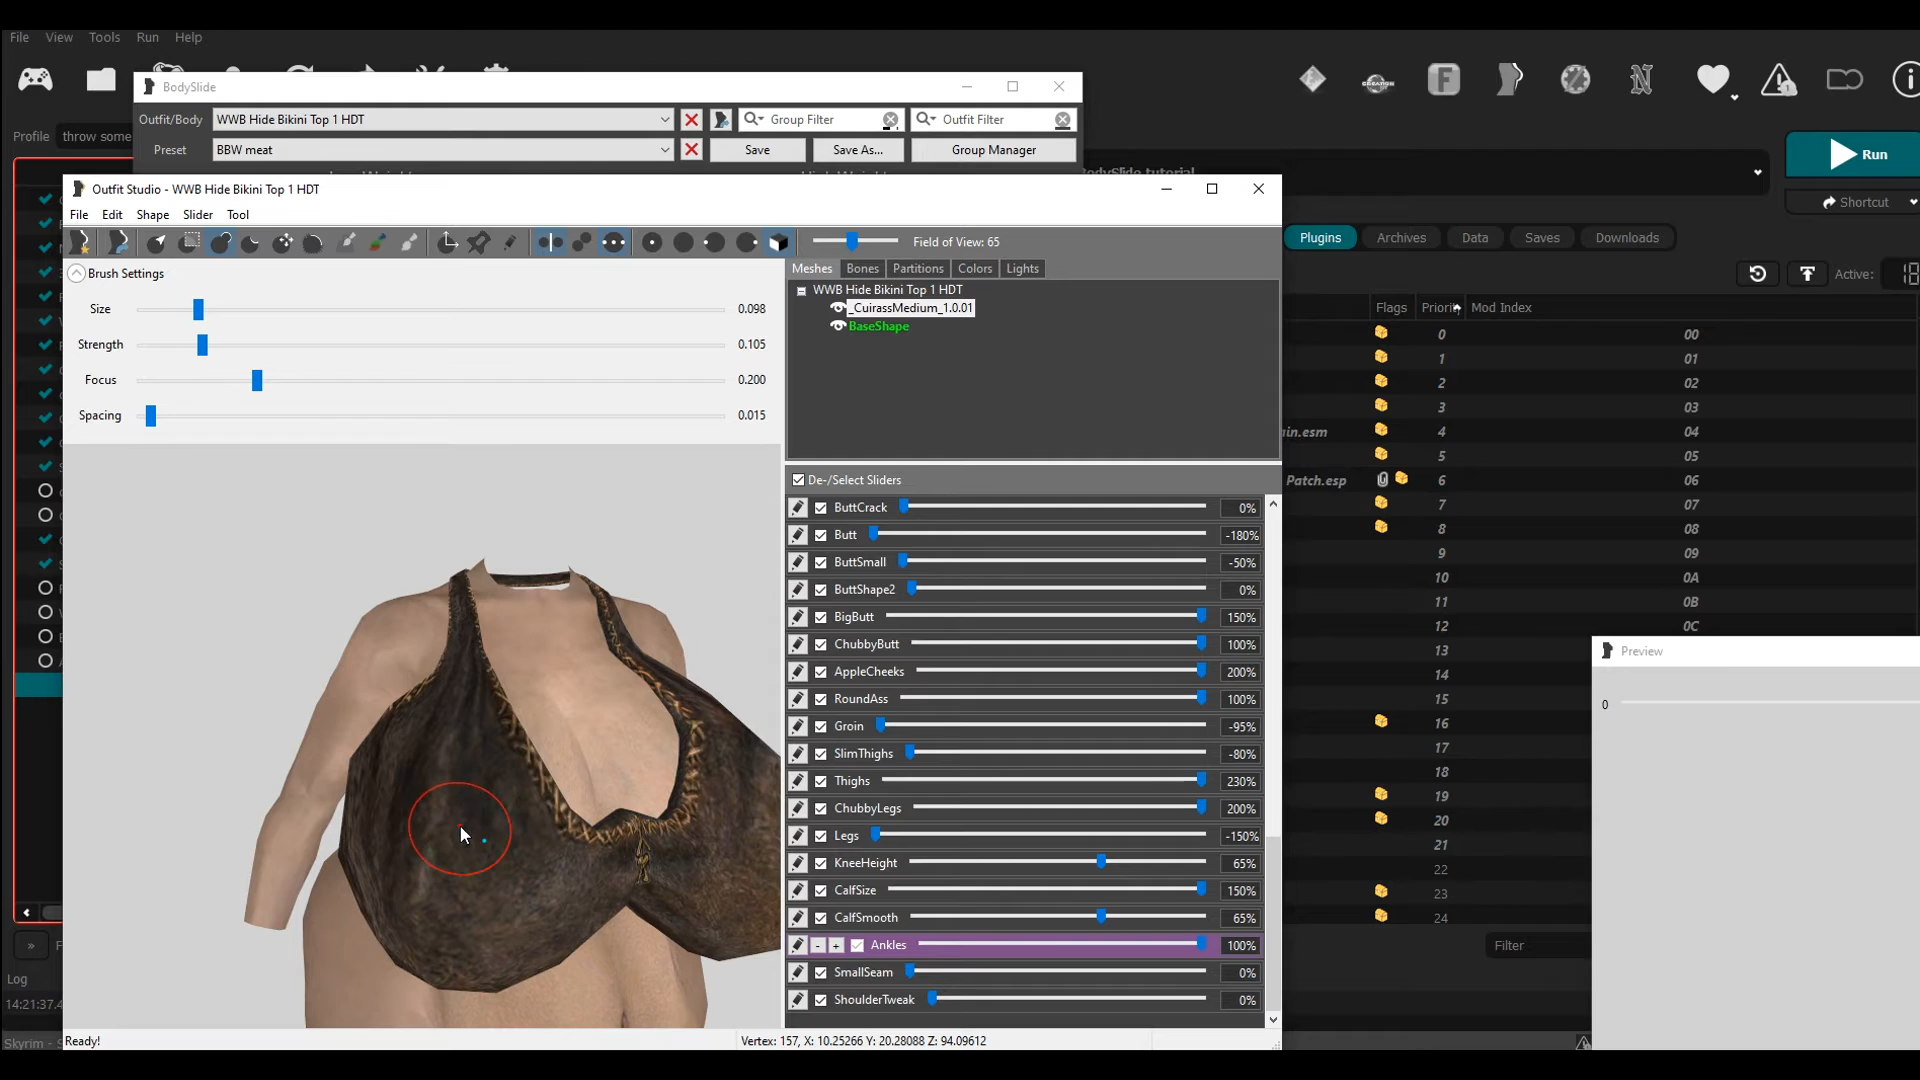 File View Tools Run Help
BodySlide
Outfit/Body WWB Hide Bikini Top 1 HDT Group Filter Outfit Filter
Profile throw some
Preset BBW meat Save Save As... Group Manager
Run
BodySlide tutorial
Outfit Studio - WWB Hide Bikini Top 1 HDT
Shortcut
File Edit Shape Slider Tool
Field of View: 65
Plugins Archives Data Saves Downloads
Meshes Bones Partitions Colors Lights
Brush Settings
Active:
WWB Hide Bikini Top 1 HDT
_CuirassMedium_1.0.01
BaseShape
Size 0.098
Strength 0.105
Focus 0.200
Spacing 0.015
Flags Priority Mod Index
0 00
1 01
2 02
3 03
ain.esm 4 04
5 05
Patch.esp 6 06
7 07
8 08
9 09
10 0A
11 0B
12 0C
13
14
15
16
17
18
19
20
21
22
23
24
De-/Select Sliders
ButtCrack 0%
Butt -180%
ButtSmall -50%
ButtShape2 0%
BigButt 150%
ChubbyButt 100%
AppleCheeks 200%
RoundAss 100%
Groin -95%
SlimThighs -80%
Thighs 230%
ChubbyLegs 200%
Legs -150%
KneeHeight 65%
CalfSize 150%
CalfSmooth 65%
- + Ankles 100%
SmallSeam 0%
ShoulderTweak 0%
Preview
0
Filter
» F
Log
14:21:37.4
Skyrim - S
Ready! Vertex: 157, X: 10.25266 Y: 20.28088 Z: 94.09612